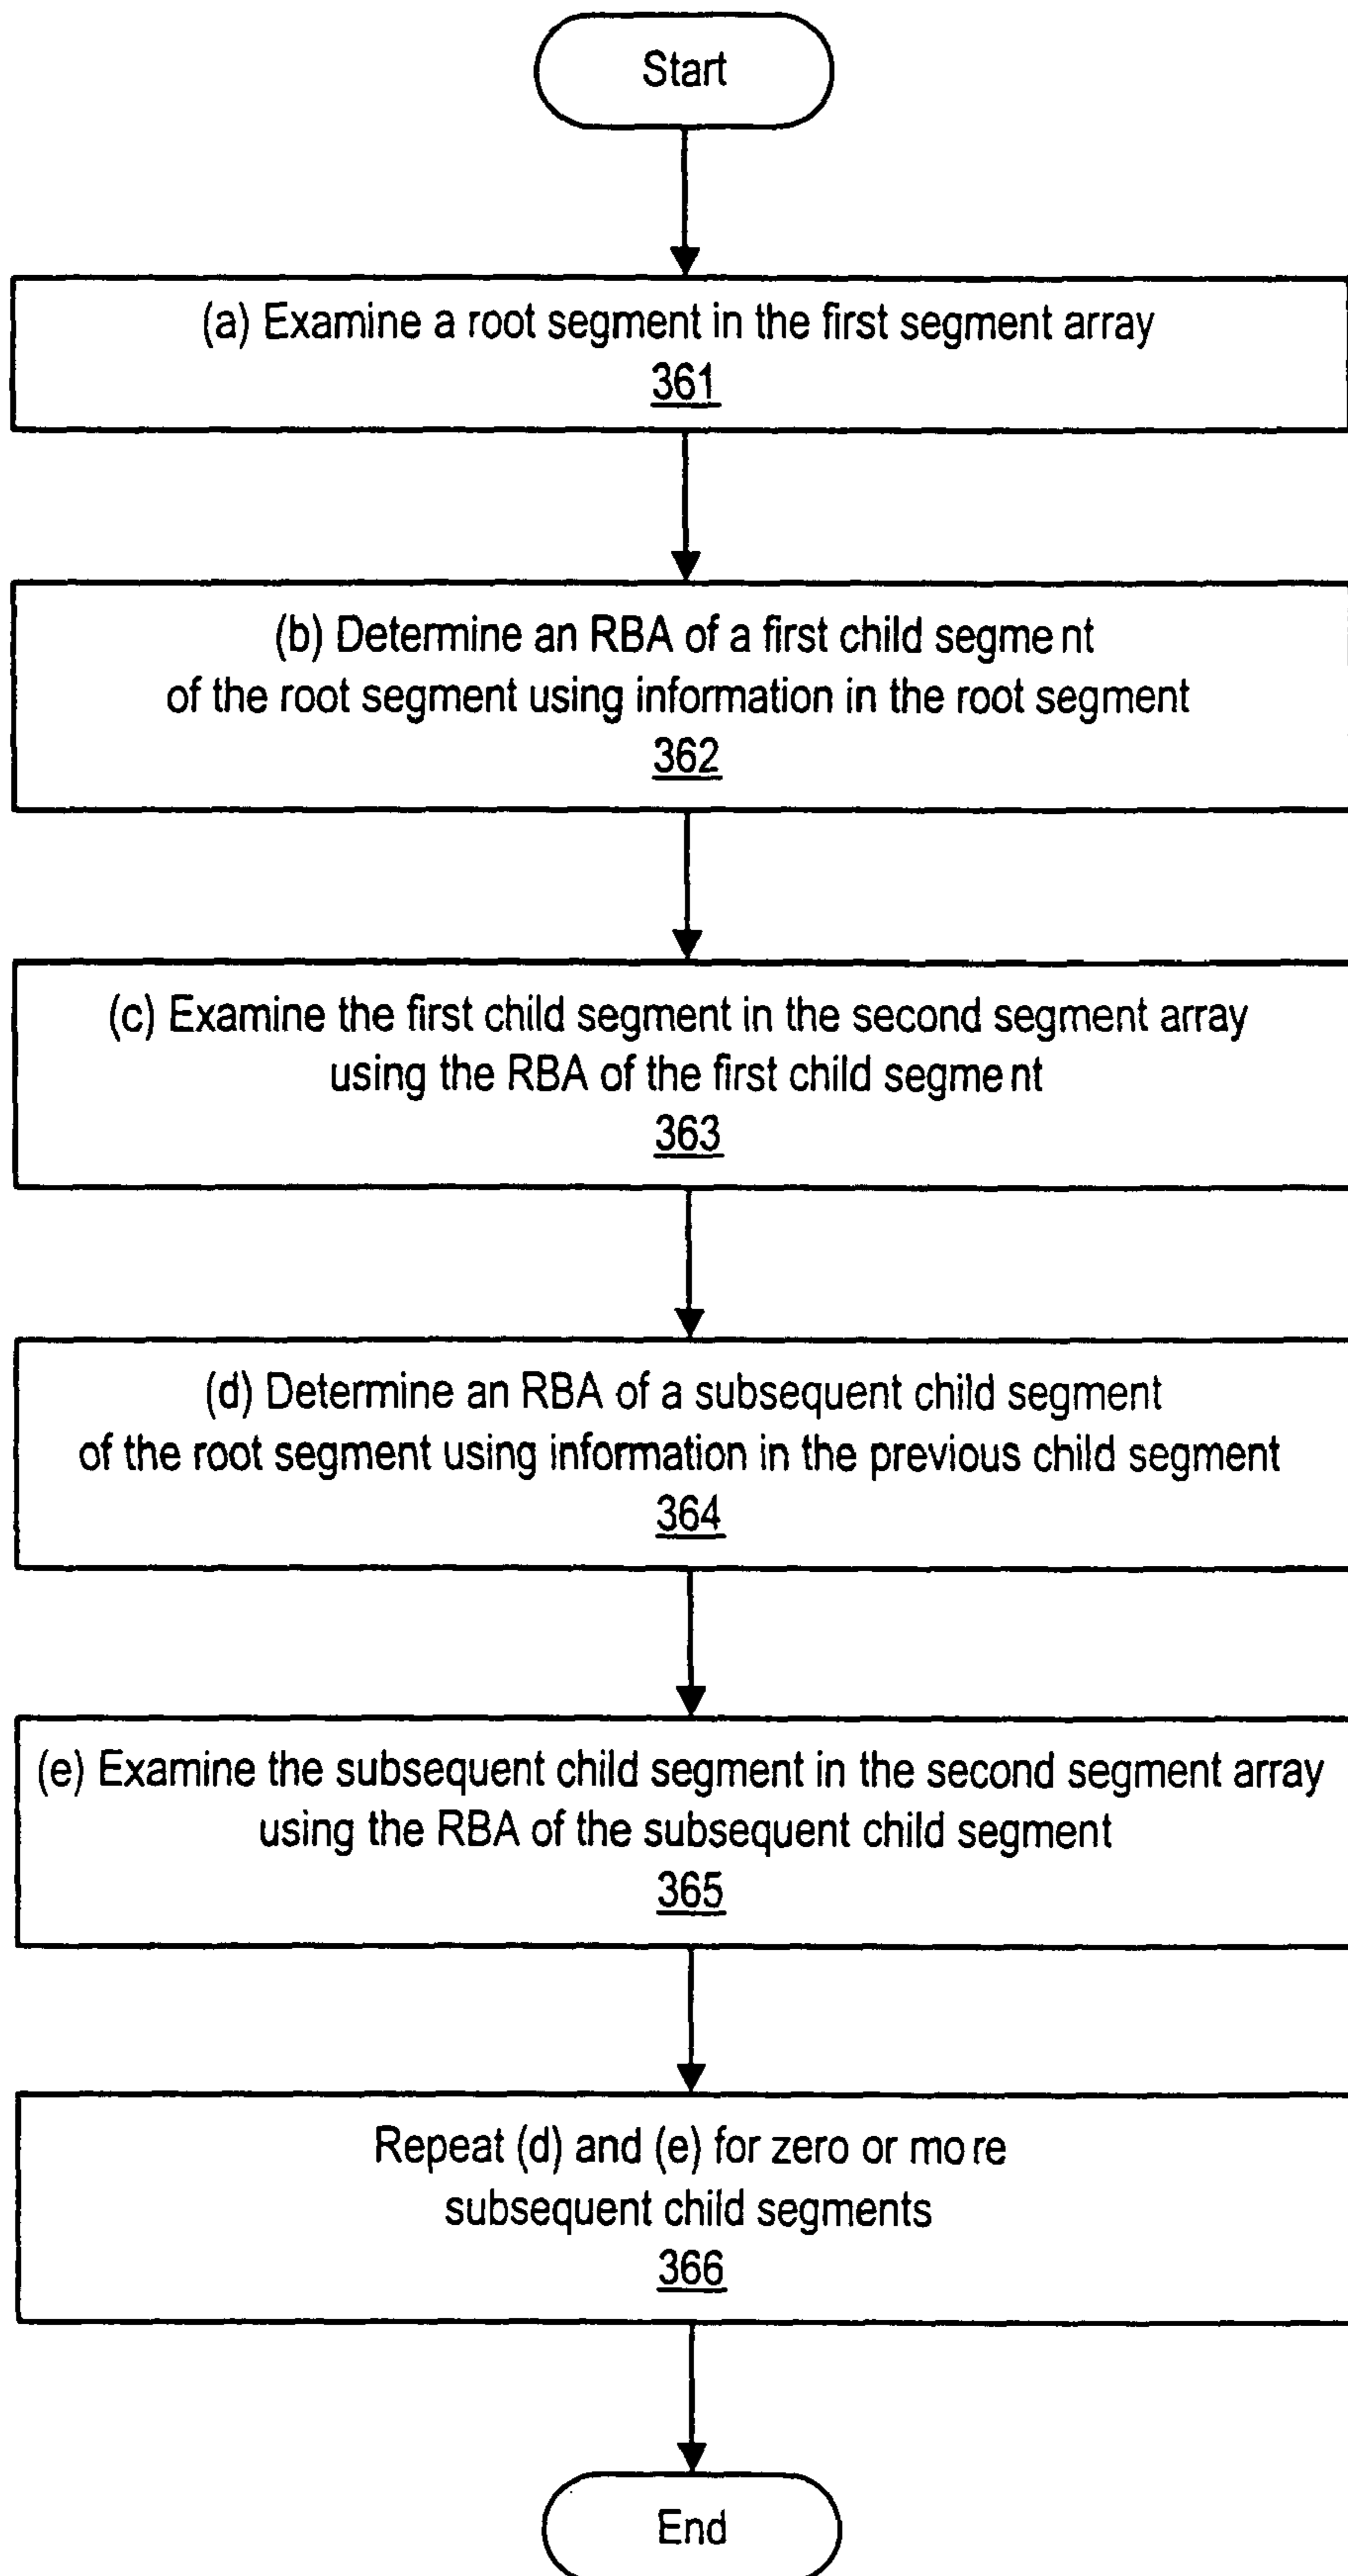 Start
(a) Examine a root segment in the first segment array
361
(b) Determine an RBA of a first child segment
of the root segment using information in the root segment
362
(c) Examine the first child segment in the second segment array
using the RBA of the first child segment
363
(d) Determine an RBA of a subsequent child segment
of the root segment using information in the previous child segment
364
(e) Examine the subsequent child segment in the second segment array
using the RBA of the subsequent child segment
365
Repeat (d) and (e) for zero or more
subsequent child segments
366
End